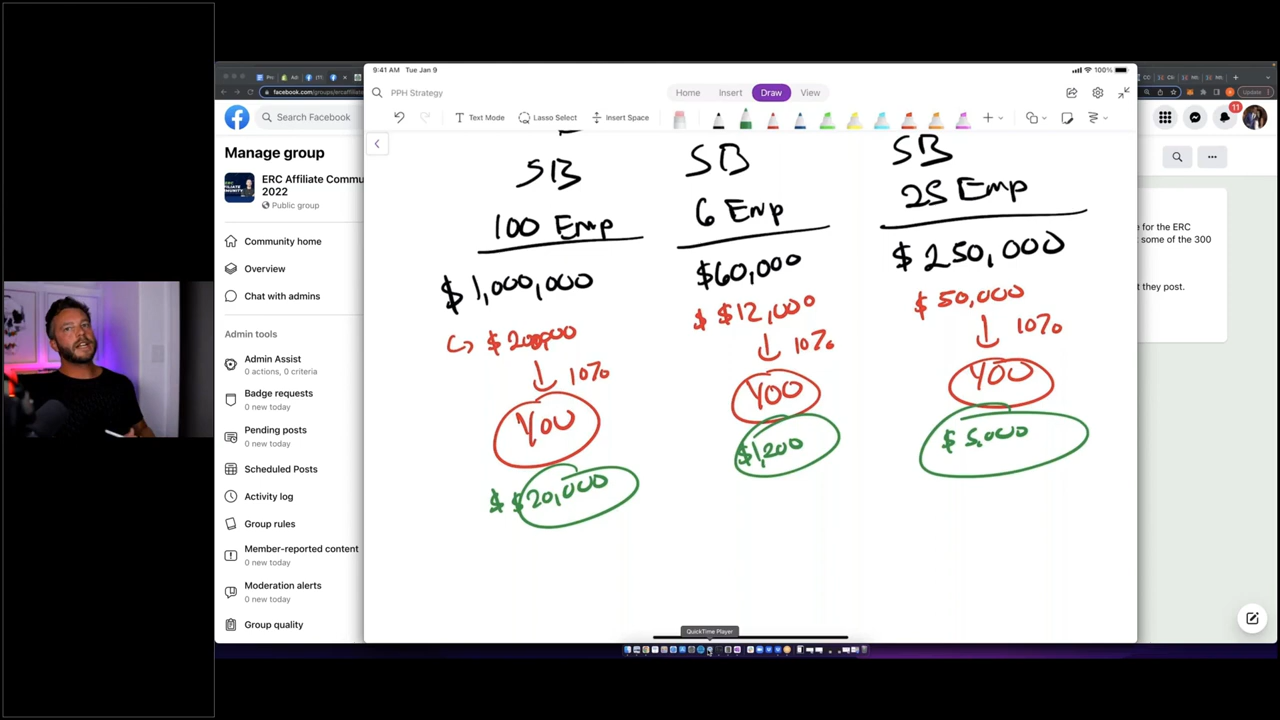 9:41 AM Tue Jan 9
100%
PPH Strategy
Home Insert Draw View
Text Mode Lasso Select Insert Space
facebook.com/groups/ercaffiliate
Update
Search Facebook
11
Manage group
ERC Affiliate Commu
2022
Public group
Community home
Overview
Chat with admins
Admin tools
Admin Assist
0 actions, 0 criteria
Badge requests
0 new today
Pending posts
0 new today
Scheduled Posts
Activity log
Group rules
Member-reported content
0 new today
Moderation alerts
0 new today
Group quality
SB
100 Emp
$1,000,000
$200,000
10%
YOU
$ $20,000
SB
6 Emp
$60,000
$ $12,000
10%
YOU
$1,200
SB
25 Emp
$250,000
$50,000
10%
YOU
$5,000
e for the ERC
some of the 300
t they post.
QuickTime Player